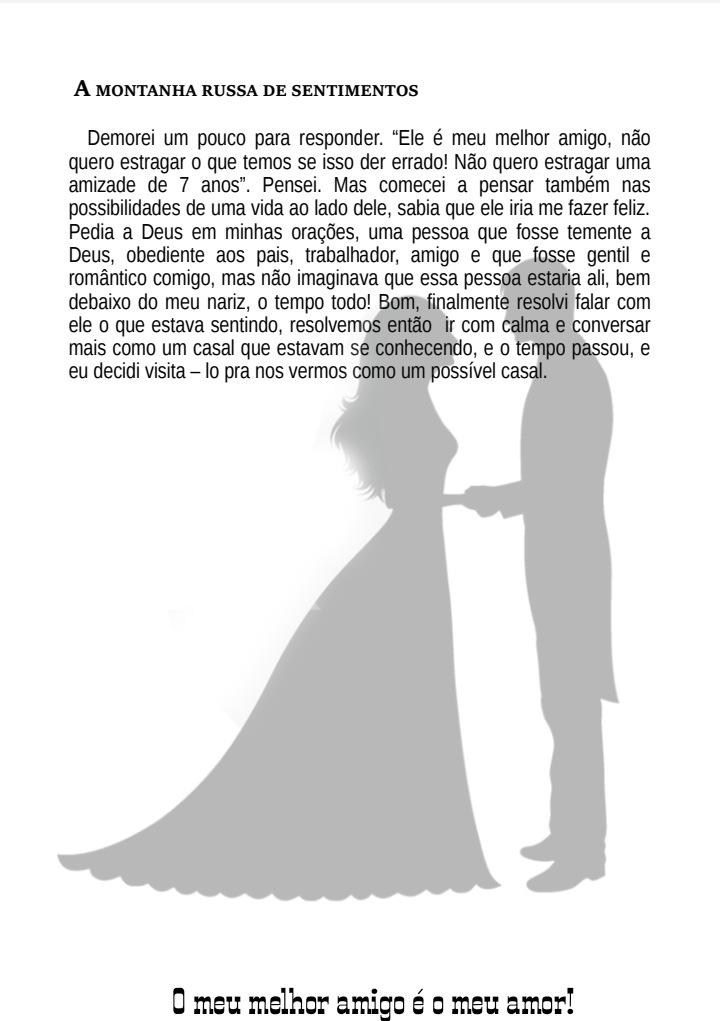 A MONTANHA RUSSA DE SENTIMENTOS
Demorei um pouco para responder. “Ele é meu melhor amigo, não
quero estragar o que temos se isso der errado! Não quero estragar uma
amizade de 7 anos”. Pensei. Mas comecei a pensar também nas
possibilidades de uma vida ao lado dele, sabia que ele iria me fazer feliz.
Pedia a Deus em minhas orações, uma pessoa que fosse temente a
Deus, obediente aos pais, trabalhador, amigo e que fosse gentil e
romântico comigo, mas não imaginava que essa pessoa estaria ali, bem
debaixo do meu nariz, o tempo todo! Bom, finalmente resolvi falar com
ele o que estava sentindo, resolvemos então ir com calma e conversar
mais como um casal que estavam se conhecendo, e o tempo passou, e
eu decidi visita – lo pra nos vermos como um possível casal.
O meu melhor amigo é o meu amor!